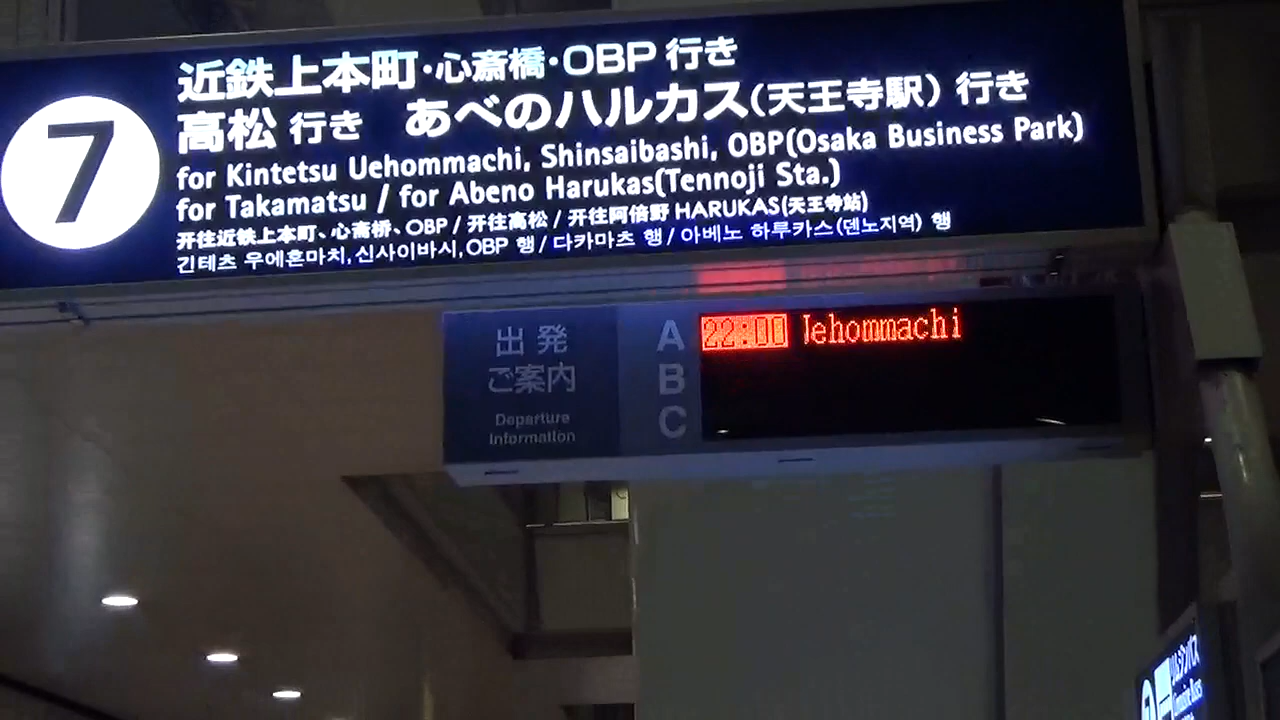 7
近鉄上本町・心斎橋・OBP 行き
高松 行き あべのハルカス(天王寺駅) 行き
for Kintetsu Uehommachi, Shinsaibashi, OBP(Osaka Business Park)
for Takamatsu / for Abeno Harukas(Tennoji Sta.)
开往近铁上本町、心斋桥、OBP / 开往高松 / 开往阿倍野 HARUKAS(天王寺站)
긴테츠 우에혼마치, 신사이바시, OBP 행 / 다카마츠 행 / 아베노 하루카스(텐노지역) 행
出発
ご案内
Departure
Information
A 22:00 Uehommachi
B
C